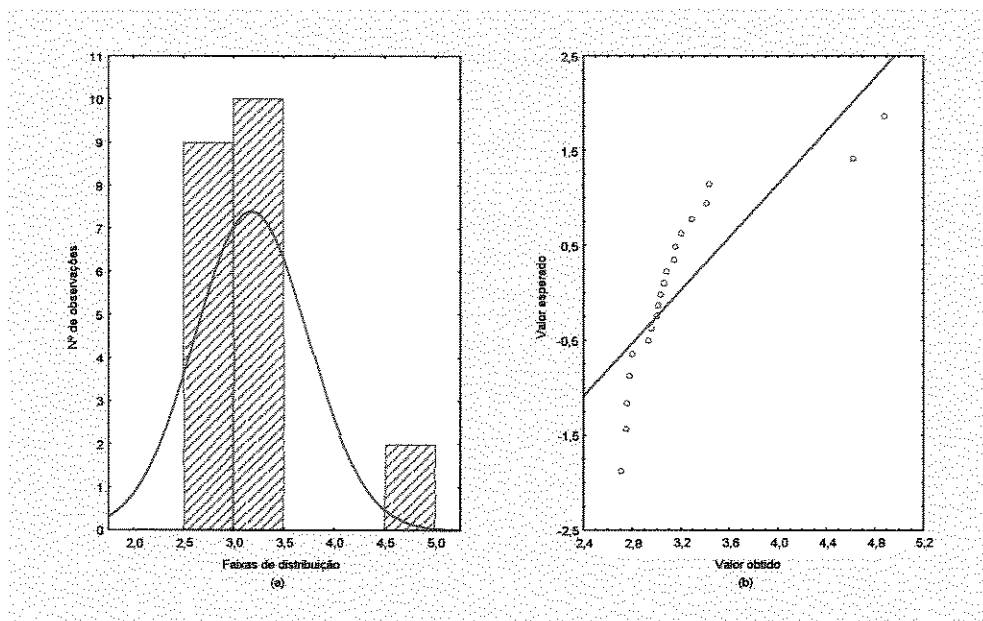 11
10
9
8
7
6
5
4
3
2
1
0
Nº de observações
2,0 2,5 3,0 3,5 4,0 4,5 5,0
Faixas de distribuição
(a)
2,5
1,5
0,5
-0,5
-1,5
-2,5
Valor esperado
2,4 2,8 3,2 3,6 4,0 4,4 4,8 5,2
Valor obtido
(b)